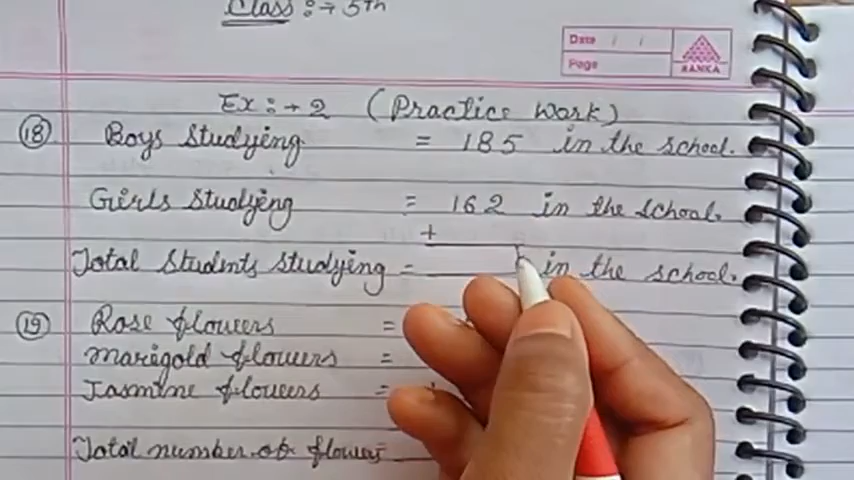 Class :→ 5th
Date / /
Page
RANKA
Ex :→ 2 (Practice Work)
18 Boys Studying = 185 in the school.
Girls Studying = 162 in the school.
+
Total Students studying = in the school.
19 Rose flowers =
Marigold flowers =
Jasmine flowers =
Total number of flowers